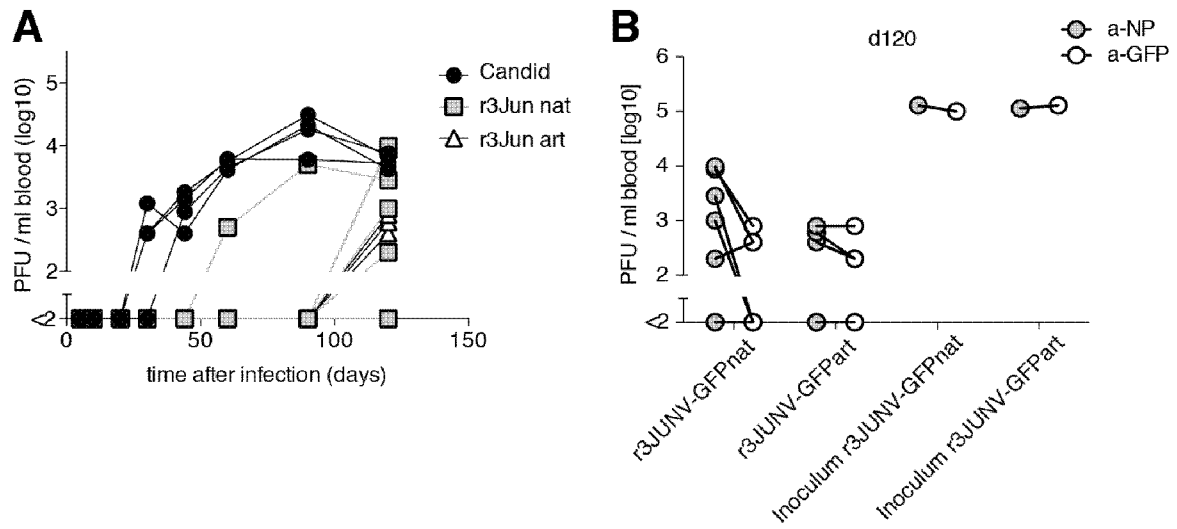 A
PFU / ml blood (log10)
5
4
3
2
<2
0
50
100
150
time after infection (days)
Candid
r3Jun nat
r3Jun art
B
d120
a-NP
a-GFP
PFU / ml blood [log10]
6
5
4
3
2
<2
r3JUNV-GFPnat
r3JUNV-GFPart
Inoculum r3JUNV-GFPnat
Inoculum r3JUNV-GFPart